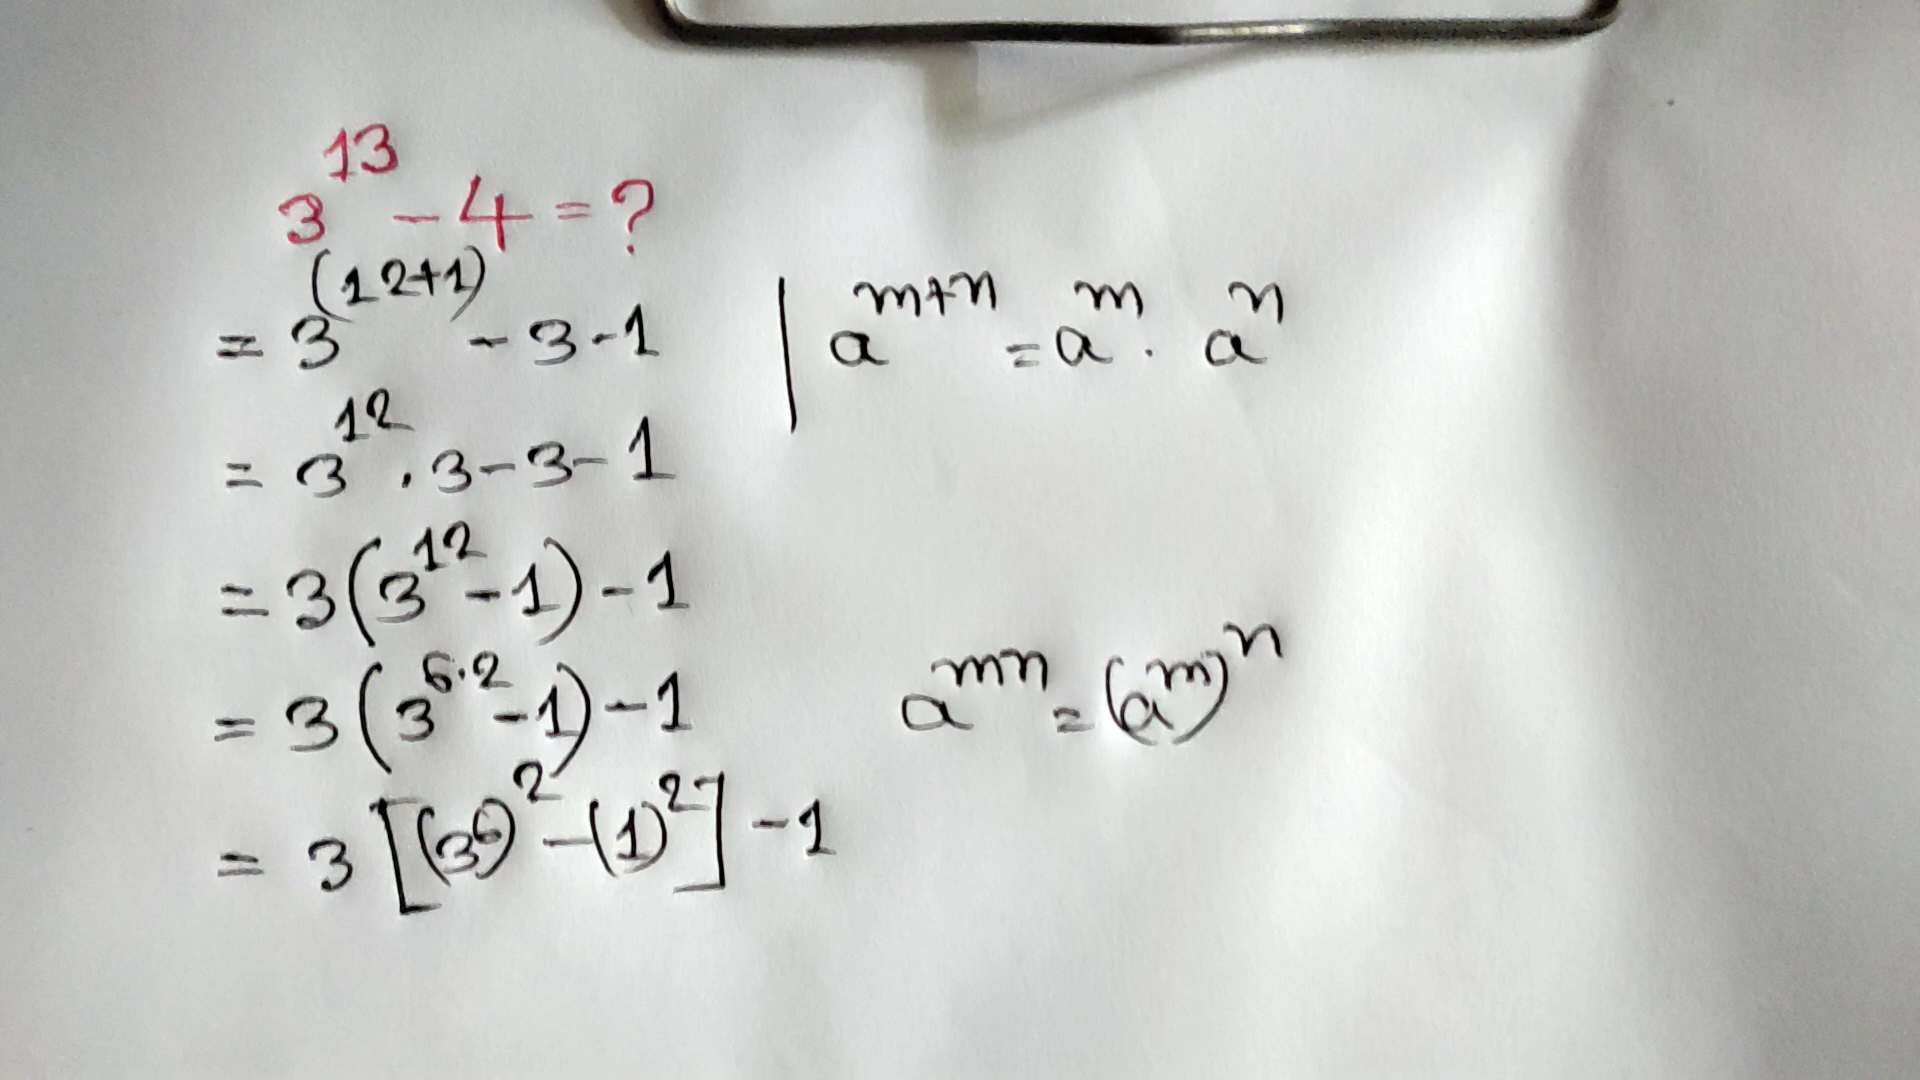 3^13 - 4 = ?
= 3^(12+1) - 3 - 1 | a^m+n = a^m . a^n
= 3^12 . 3 - 3 - 1
= 3(3^12 - 1) - 1
= 3(3^6.2 - 1) - 1 a^mn = (a^m)^n
= 3[(3^6)^2 - (1)^2] - 1